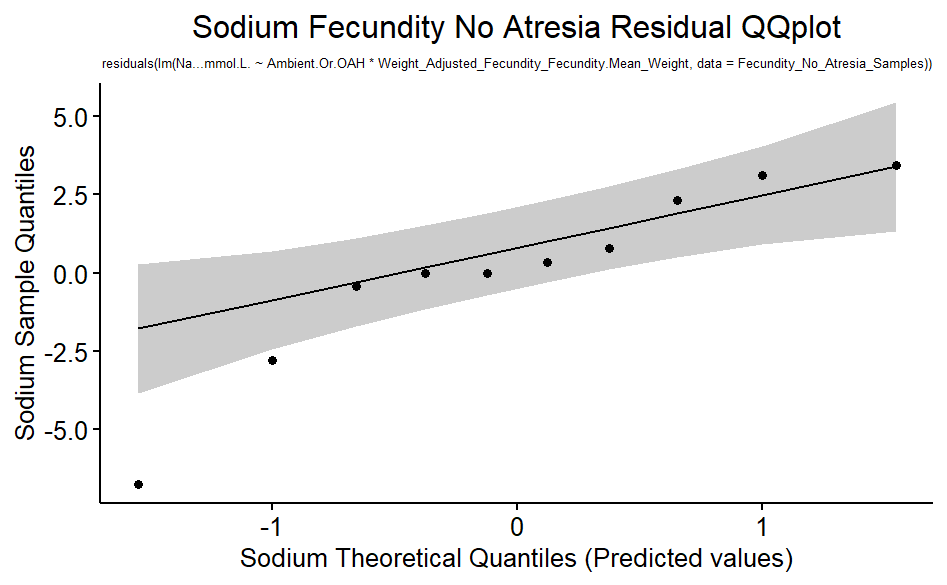 Sodium Fecundity No Atresia Residual QQplot
residuals(lm(Na...mmol.L. ~ Ambient.Or.OAH * Weight_Adjusted_Fecundity_Fecundity.Mean_Weight, data = Fecundity_No_Atresia_Samples))
Sodium Sample Quantiles
5.0
2.5
0.0
-2.5
-5.0
-1
0
1
Sodium Theoretical Quantiles (Predicted values)